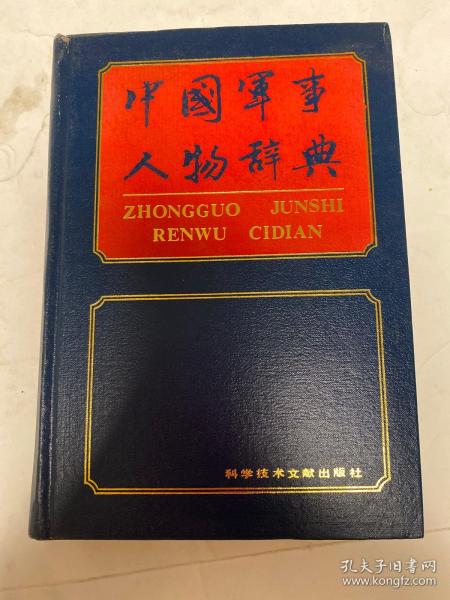 中國軍事
人物辞典
ZHONGGUO JUNSHI
RENWU CIDIAN
科学技术文献出版社
孔夫子旧书网
www.kongfz.com